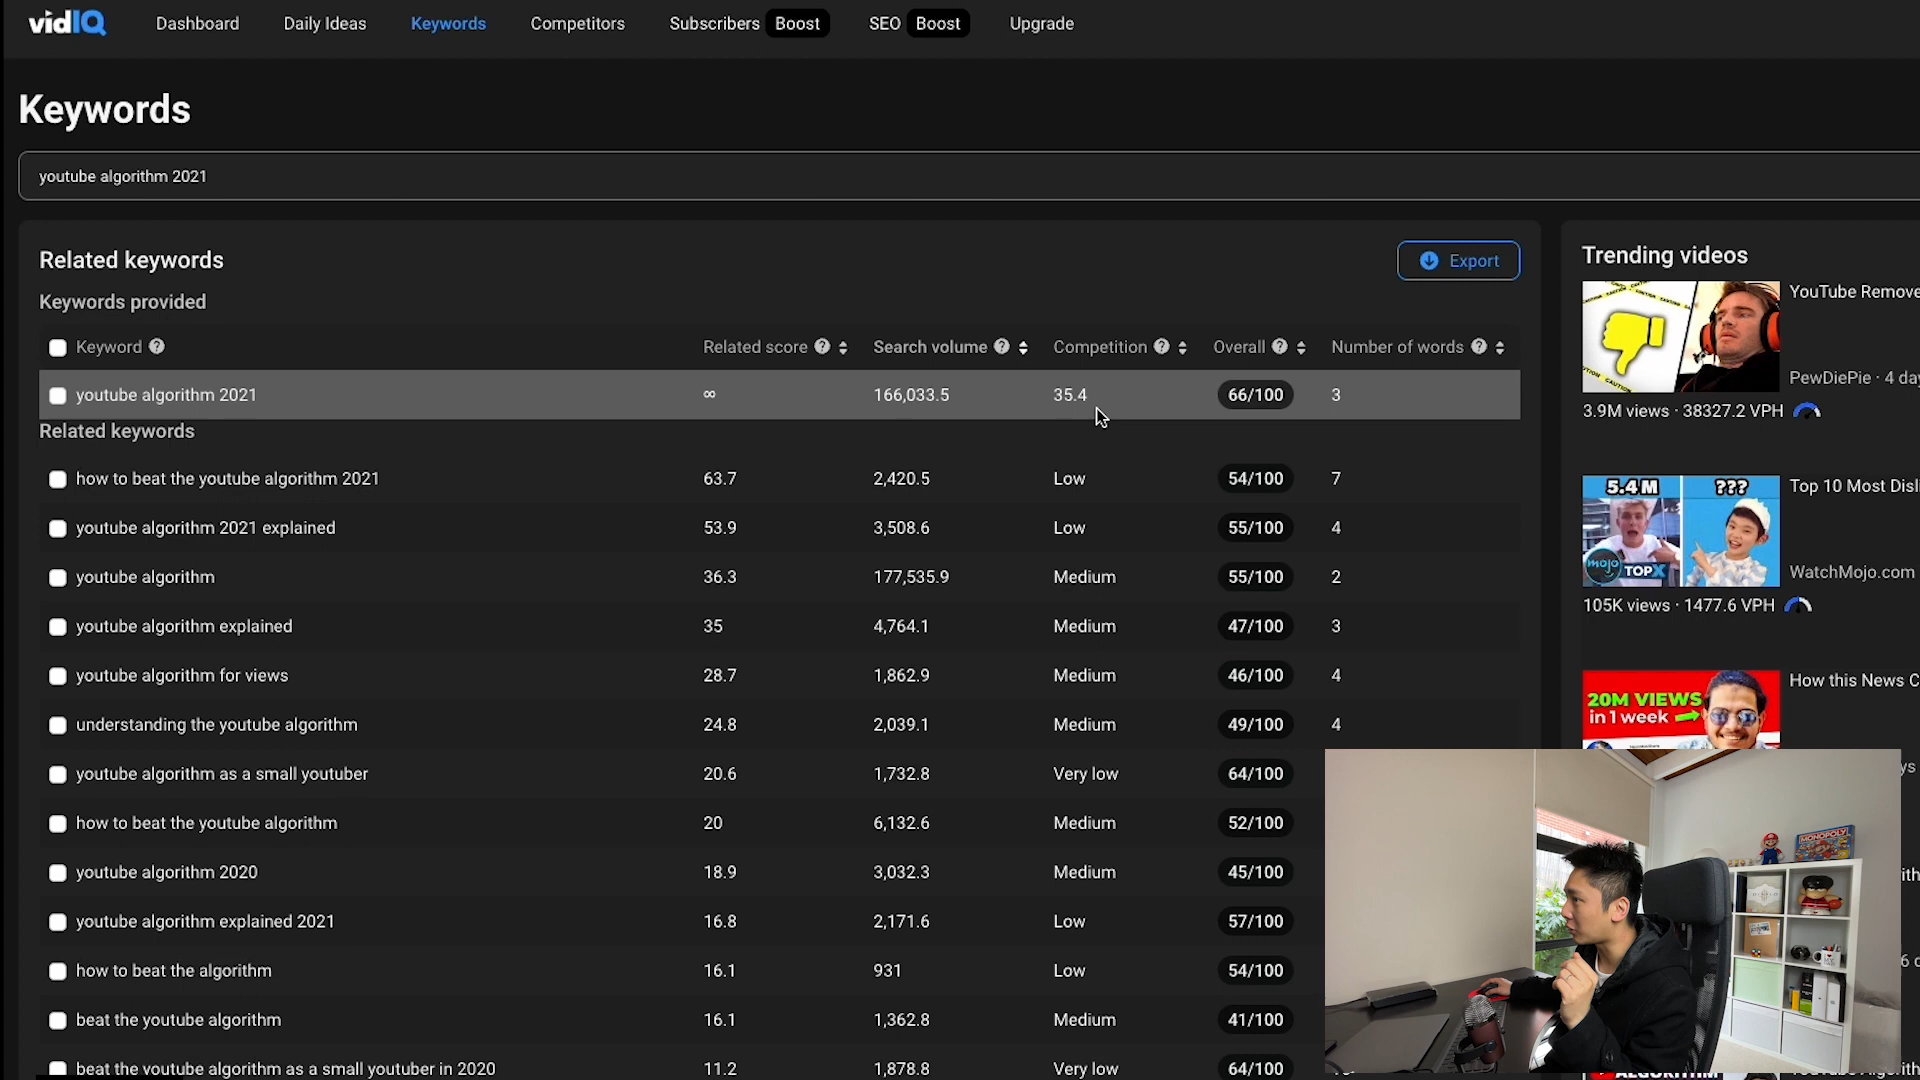 vidIQ Dashboard Daily Ideas Keywords Competitors Subscribers Boost SEO Boost Upgrade
Keywords
youtube algorithm 2021
Related keywords
Export
Keywords provided
Keyword Related score Search volume Competition Overall Number of words
youtube algorithm 2021 ∞ 166,033.5 35.4 66/100 3
Related keywords
how to beat the youtube algorithm 2021 63.7 2,420.5 Low 54/100 7
youtube algorithm 2021 explained 53.9 3,508.6 Low 55/100 4
youtube algorithm 36.3 177,535.9 Medium 55/100 2
youtube algorithm explained 35 4,764.1 Medium 47/100 3
youtube algorithm for views 28.7 1,862.9 Medium 46/100 4
understanding the youtube algorithm 24.8 2,039.1 Medium 49/100 4
youtube algorithm as a small youtuber 20.6 1,732.8 Very low 64/100
how to beat the youtube algorithm 20 6,132.6 Medium 52/100
youtube algorithm 2020 18.9 3,032.3 Medium 45/100
youtube algorithm explained 2021 16.8 2,171.6 Low 57/100
how to beat the algorithm 16.1 931 Low 54/100
beat the youtube algorithm 16.1 1,362.8 Medium 41/100
beat the youtube algorithm as a small youtuber in 2020 11.2 1,878.8 Very low 64/100
Trending videos
YouTube Remove
PewDiePie · 4 day
3.9M views · 38327.2 VPH
5.4M ???
mojo TOPX
Top 10 Most Disli
WatchMojo.com
105K views · 1477.6 VPH
20M VIEWS
in 1 week
How this News C
MONOPOLY
ALGORITHM